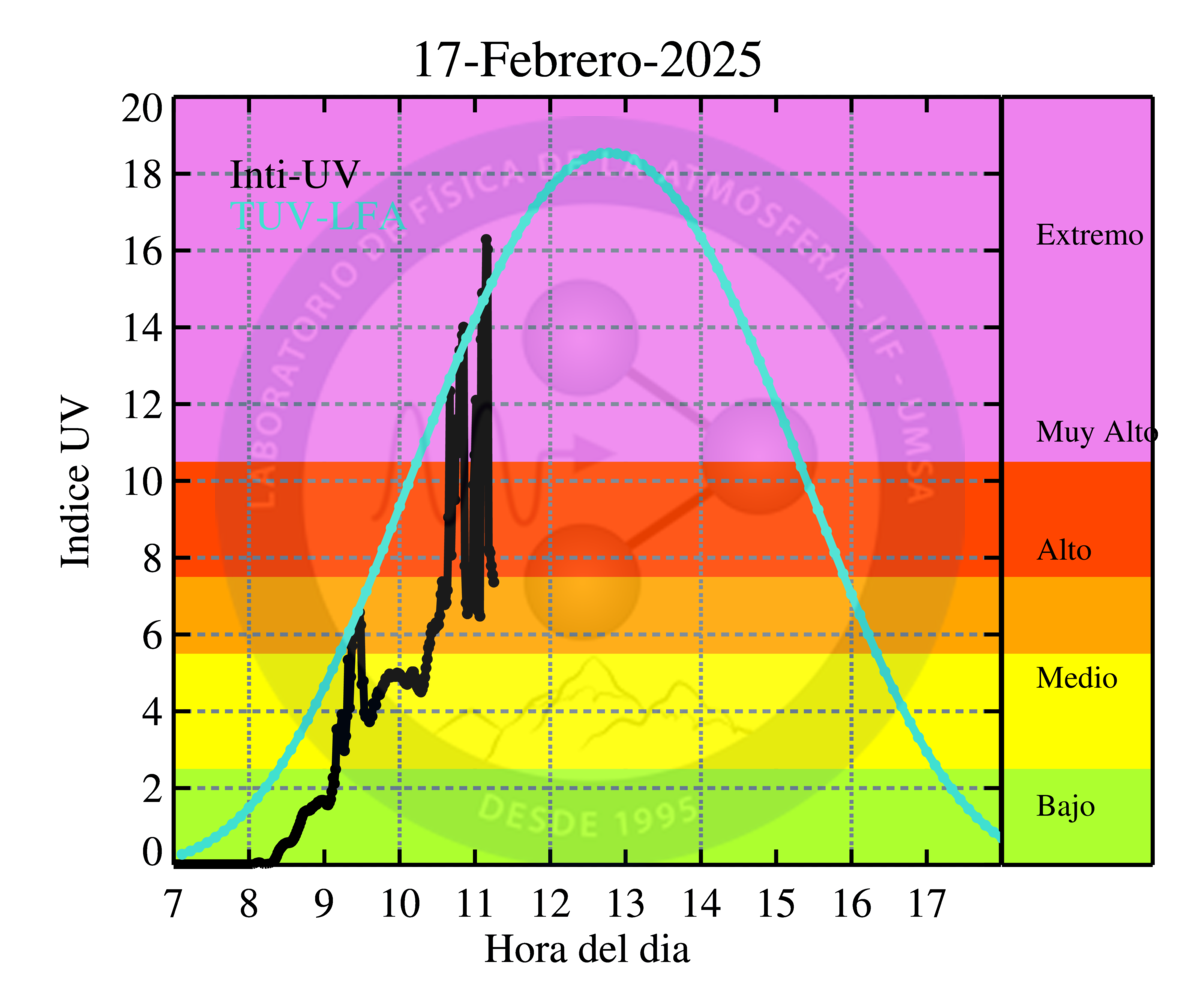 17-Febrero-2025
20
18
16
14
12
10
8
6
4
2
0
Indice UV
Inti-UV
TUV-LFA
LABORATORIO DE FÍSICA DE LA ATMÓSFERA - IIF - UMSA
DESDE 1995
Extremo
Muy Alto
Alto
Medio
Bajo
7 8 9 10 11 12 13 14 15 16 17
Hora del dia